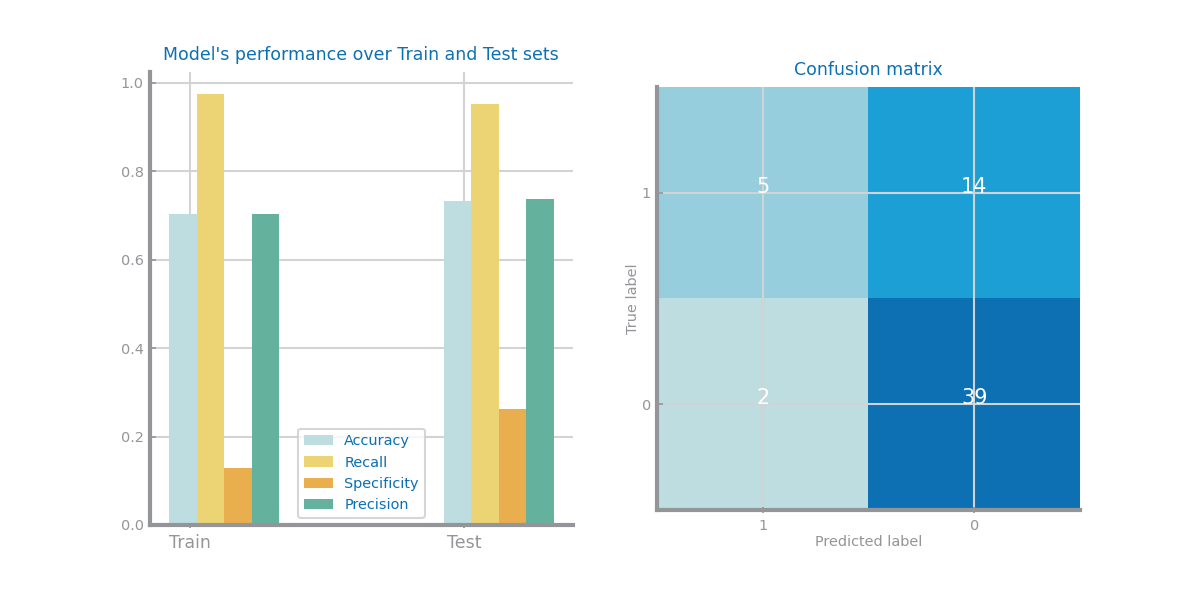 Model's performance over Train and Test sets
1.0
0.8
0.6
0.4
0.2
0.0
Train
Test
Accuracy
Recall
Specificity
Precision
Confusion matrix
True label
1
0
5
14
2
39
1
0
Predicted label